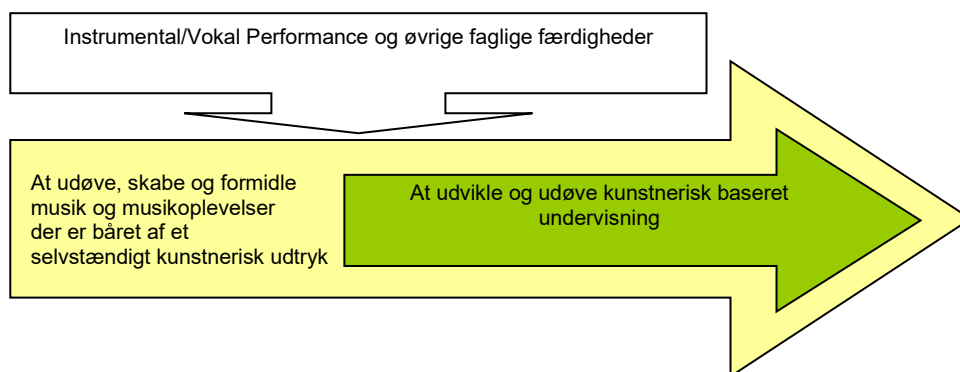 Instrumental/Vokal Performance og øvrige faglige færdigheder
At udøve, skabe og formidle
musik og musikoplevelser
der er båret af et
selvstændigt kunstnerisk udtryk
At udvikle og udøve kunstnerisk baseret
undervisning